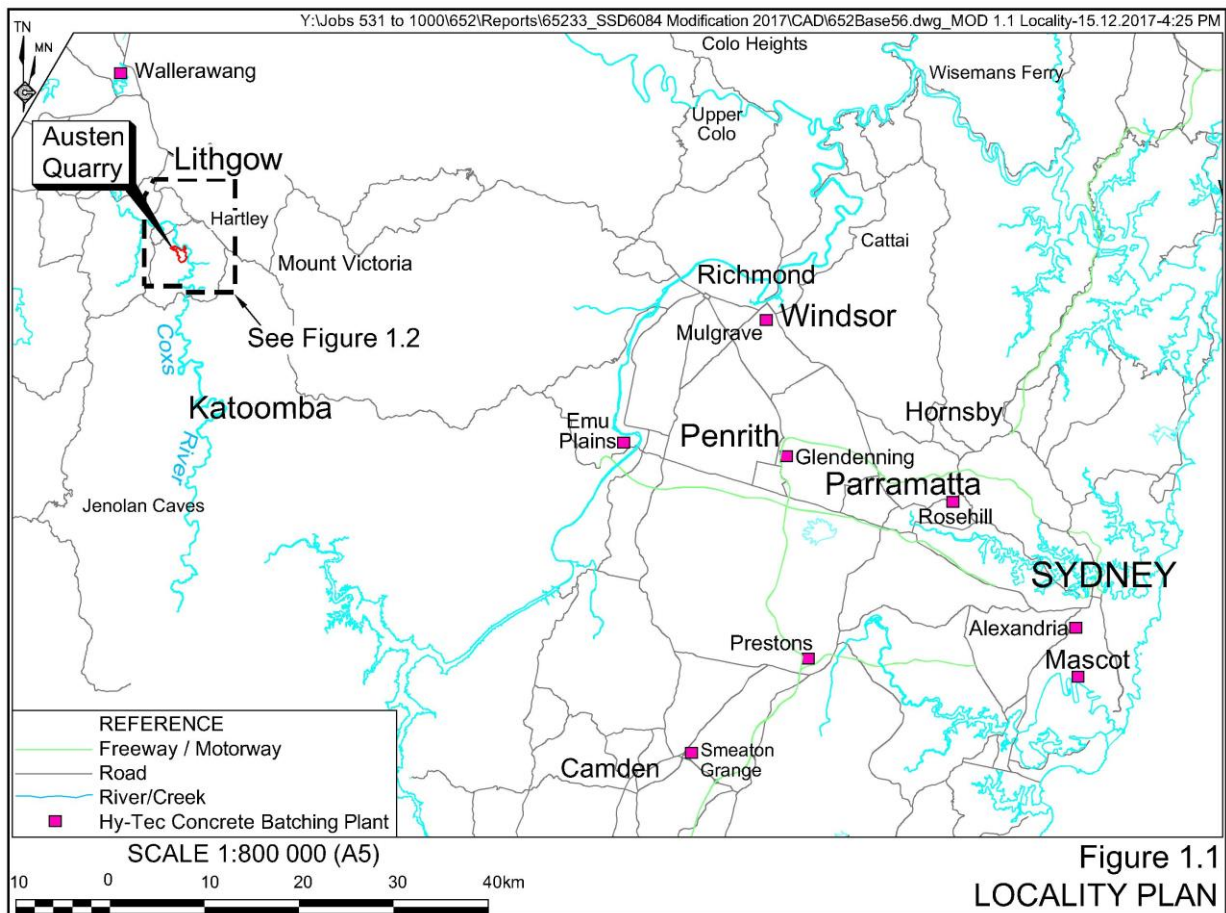 Y:\Jobs 531 to 1000\652\Reports\65233_SSD6084 Modification 2017\CAD\652Base56.dwg_MOD 1.1 Locality-15.12.2017-4:25 PM
TN
MN
Wallerawang
Colo Heights
Wisemans Ferry
Upper
Colo
Austen
Quarry
Lithgow
Hartley
Mount Victoria
Cattai
Richmond
Windsor
Mulgrave
See Figure 1.2
Coxs
River
Katoomba
Hornsby
Emu
Plains
Penrith
Glendenning
Parramatta
Rosehill
Jenolan Caves
SYDNEY
Alexandria
Prestons
Mascot
Smeaton
Grange
Camden
REFERENCE
Freeway / Motorway
Road
River/Creek
Hy-Tec Concrete Batching Plant
SCALE 1:800 000 (A5)
10 0 10 20 30 40km
Figure 1.1
LOCALITY PLAN